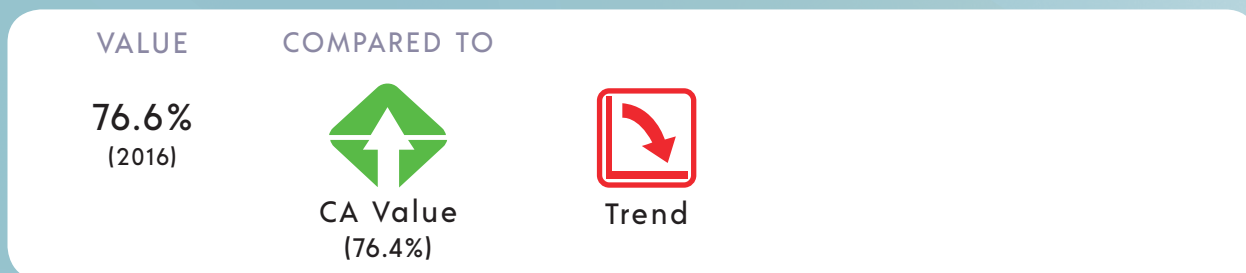 VALUE
COMPARED TO
76.6%
(2016)
CA Value
(76.4%)
Trend